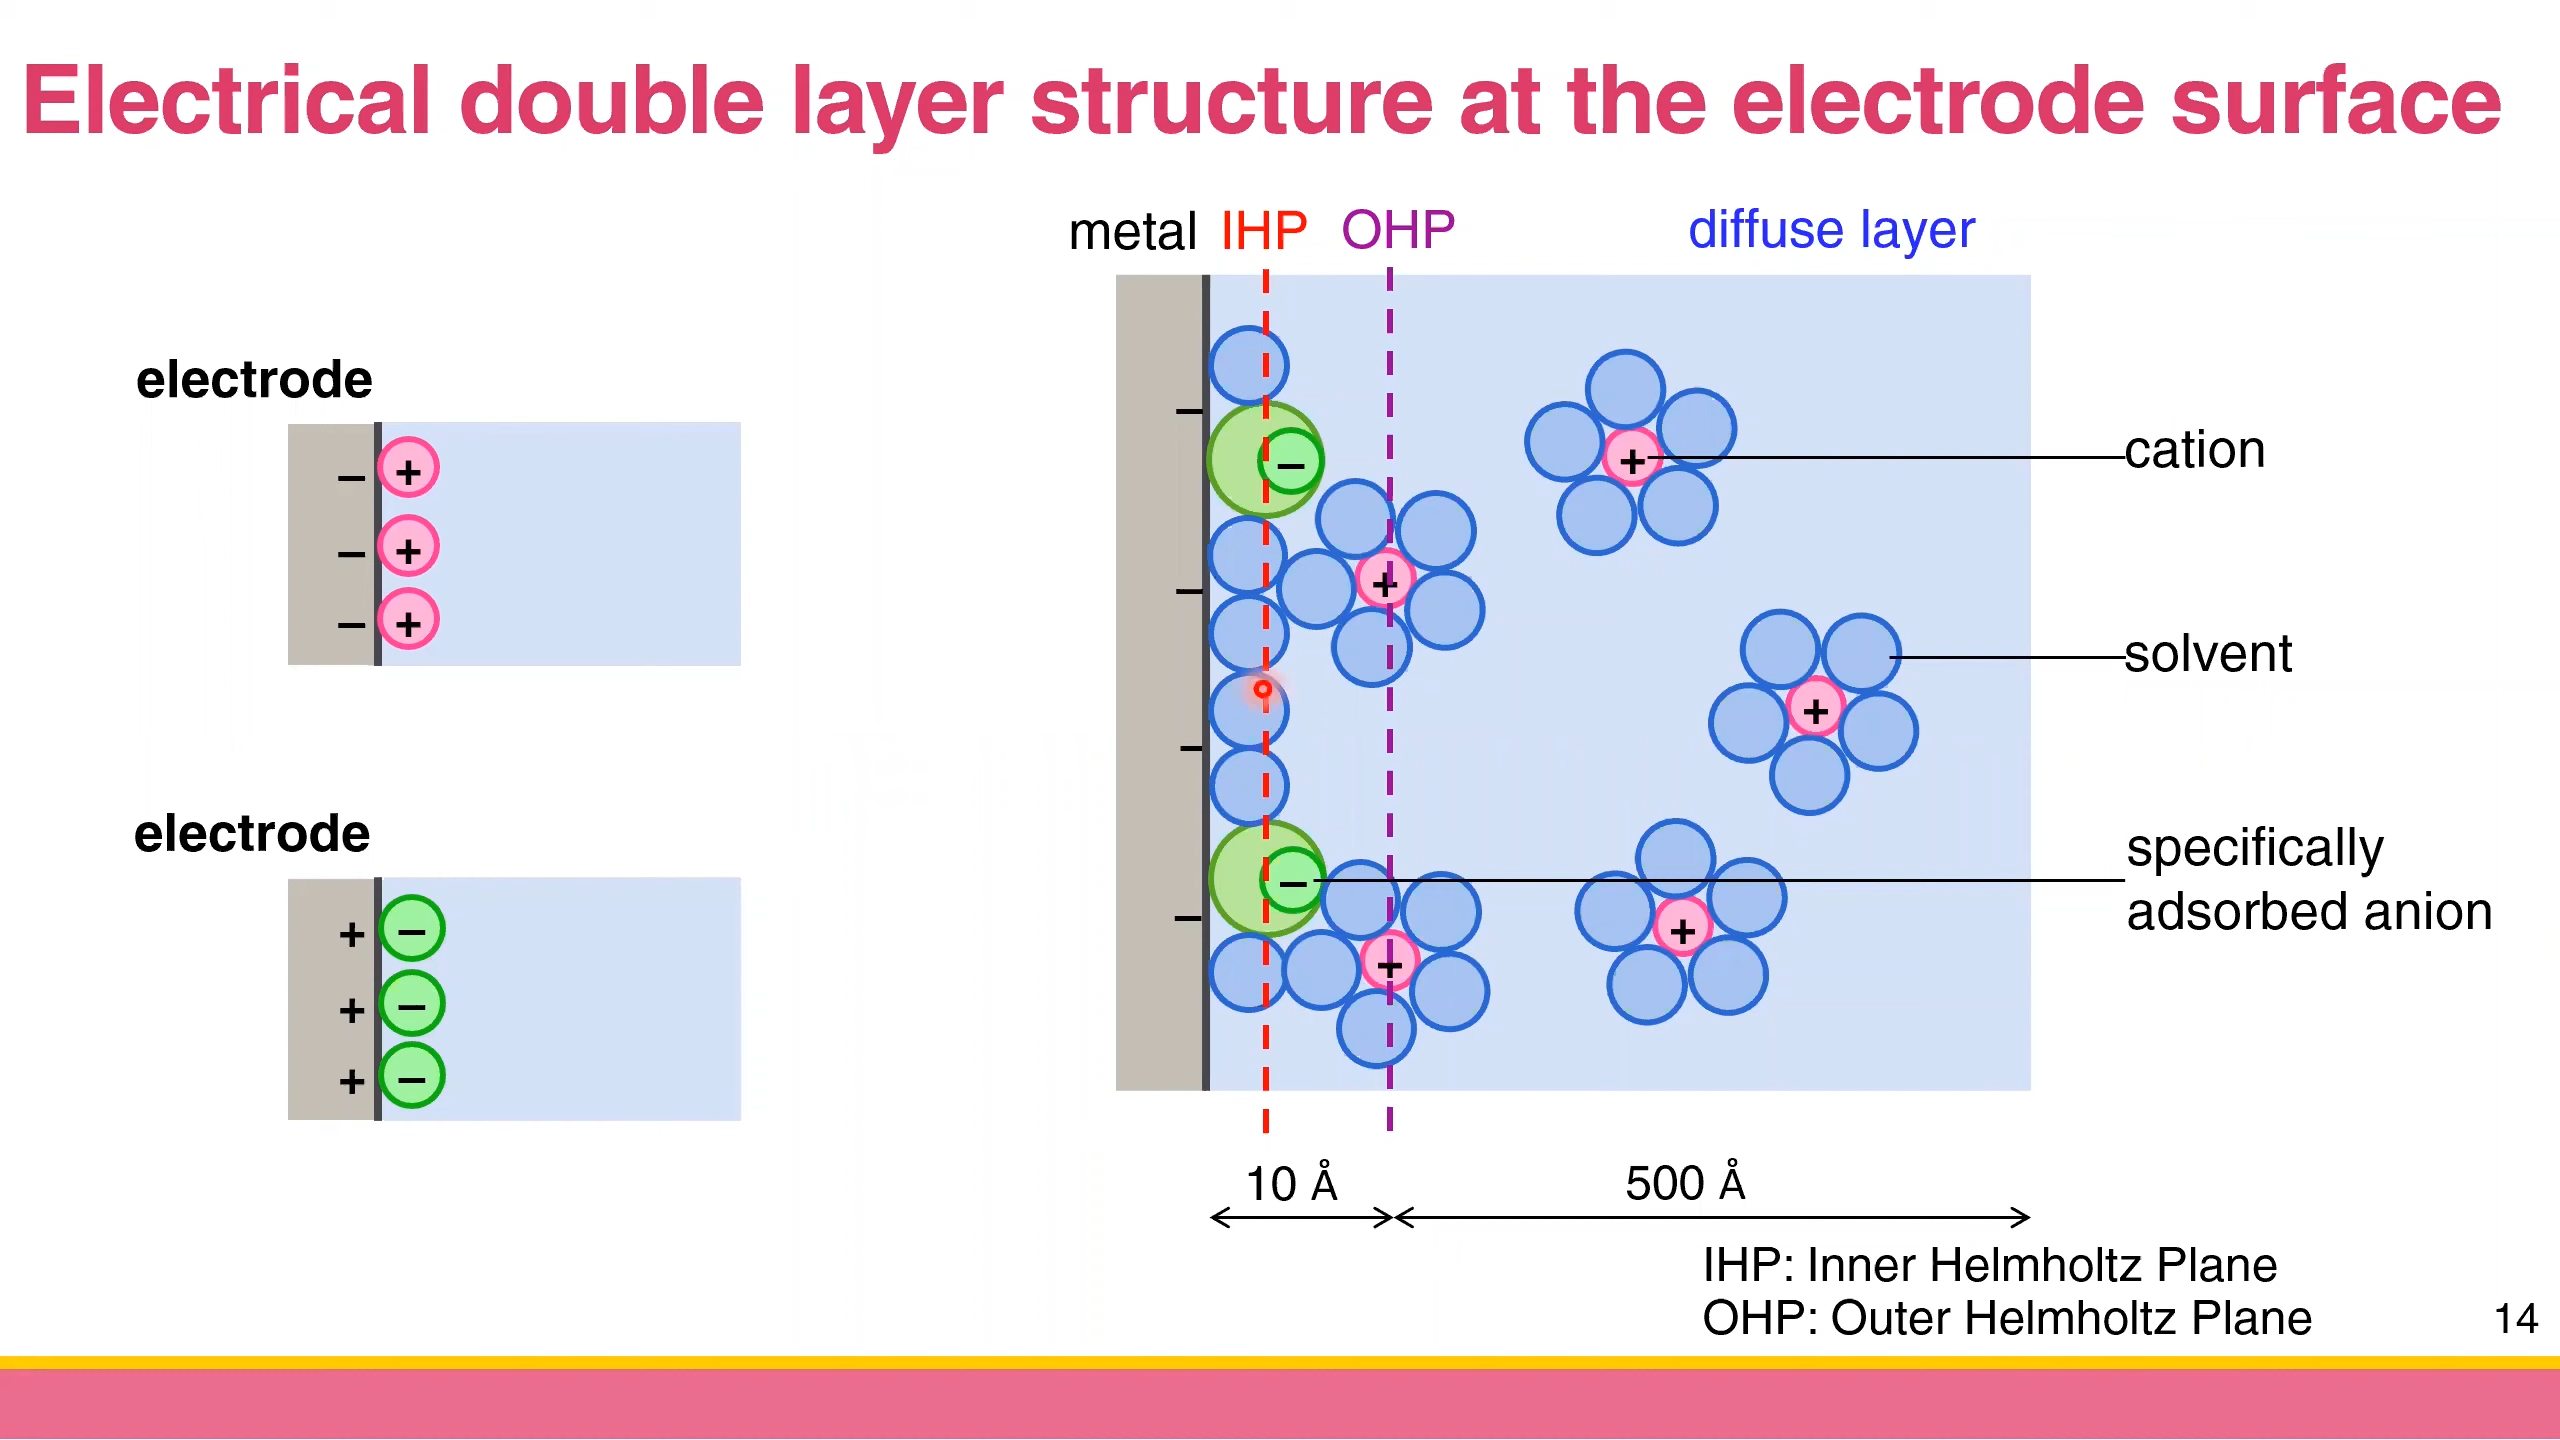 Electrical double layer structure at the electrode surface
metal IHP OHP diffuse layer
electrode
− +
− +
− +
electrode
+ −
+ −
+ −
−
−
−
−
−
+
+
+
+
−
+
+
cation
solvent
specifically
adsorbed anion
10 Å
500 Å
IHP: Inner Helmholtz Plane
OHP: Outer Helmholtz Plane
14